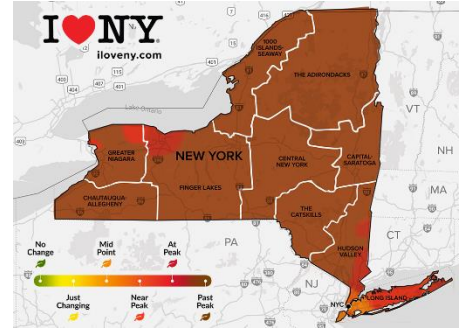 I NY.
iloveny.com
1000
ISLANDS-
SEAWAY
THE ADIRONDACKS
Lake Ontario
VT
NH
GREATER
NIAGARA
NEW YORK
CENTRAL
NEW YORK
CAPITAL-
SARATOGA
FINGER LAKES
CHAUTAUQUA-
ALLEGHENY
MA
THE
CATSKILLS
PA
HUDSON
VALLEY
CT
NJ
NYC
LONG ISLAND
No
Change
Mid
Point
At
Peak
Just
Changing
Near
Peak
Past
Peak